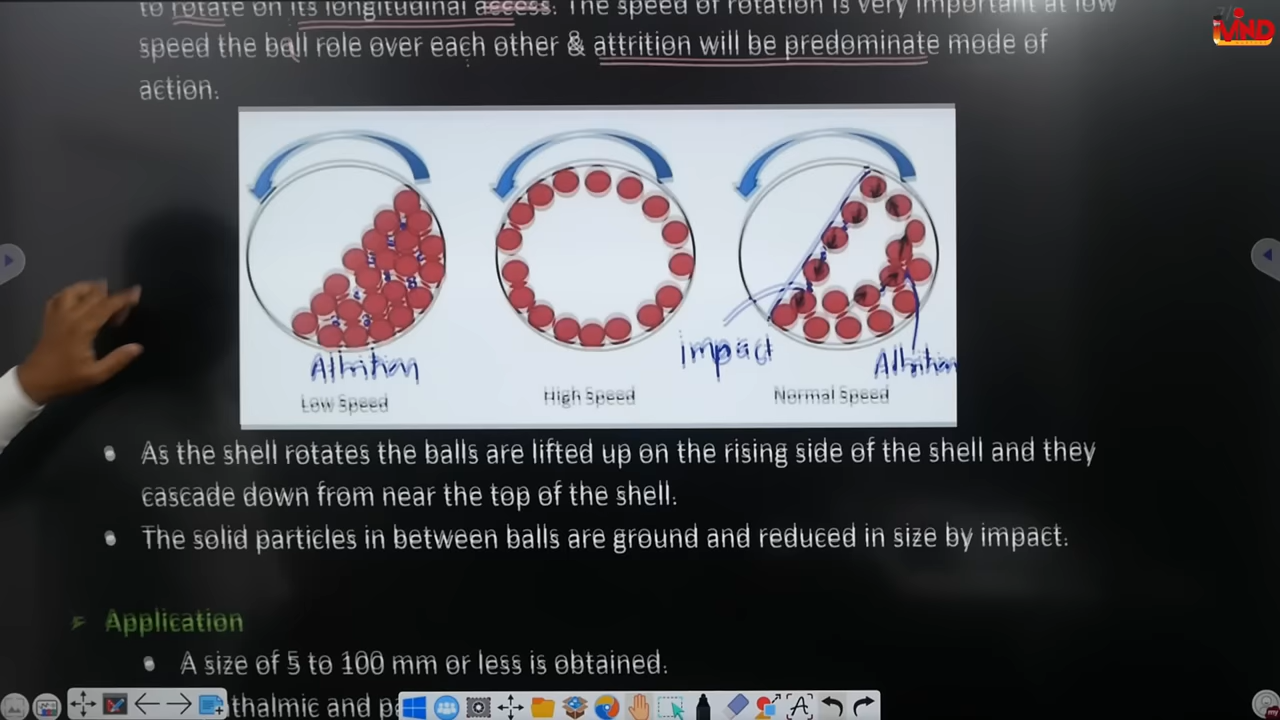 to rotate on its longitudinal access. The speed of rotation is very important at low
speed the ball role over each other & attrition will be predominate mode of
action.
impact
Attrition
Attrition
Low Speed
High Speed
Normal Speed
• As the shell rotates the balls are lifted up on the rising side of the shell and they
cascade down from near the top of the shell.
• The solid particles in between balls are ground and reduced in size by impact.
➢ Application
• A size of 5 to 100 mm or less is obtained.
thalmic and